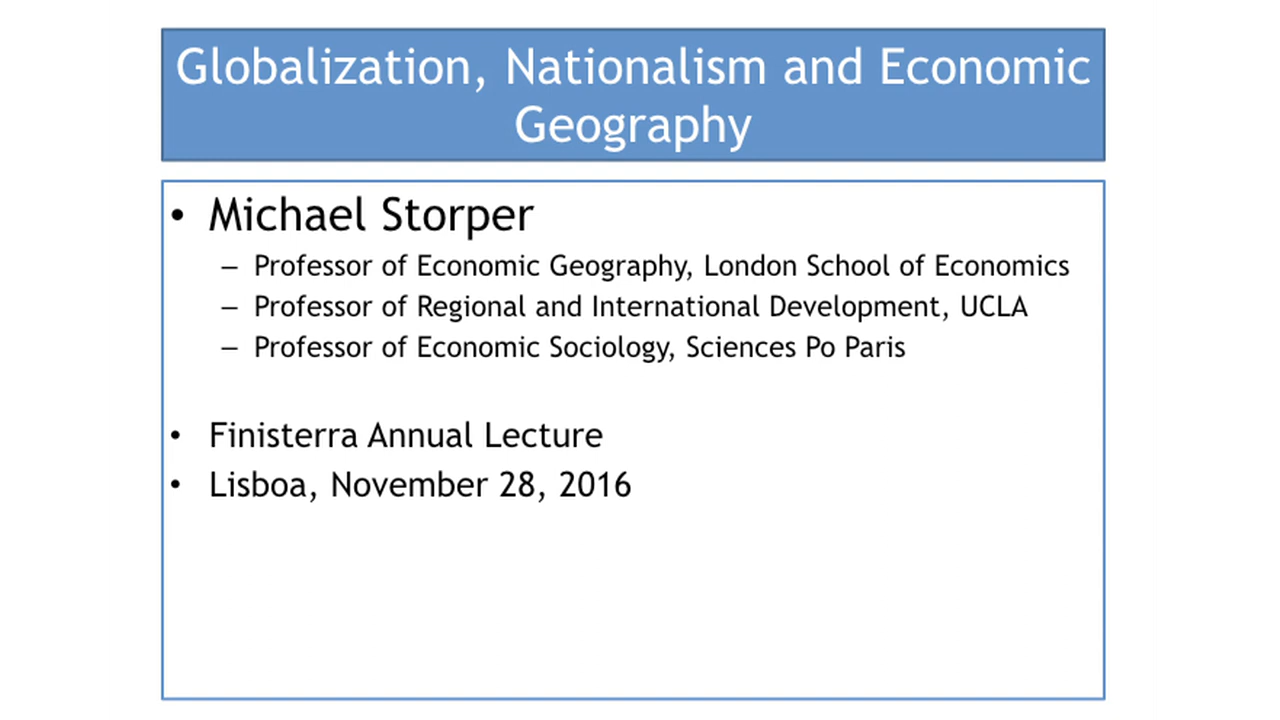 Globalization, Nationalism and Economic
Geography
• Michael Storper
– Professor of Economic Geography, London School of Economics
– Professor of Regional and International Development, UCLA
– Professor of Economic Sociology, Sciences Po Paris
• Finisterra Annual Lecture
• Lisboa, November 28, 2016